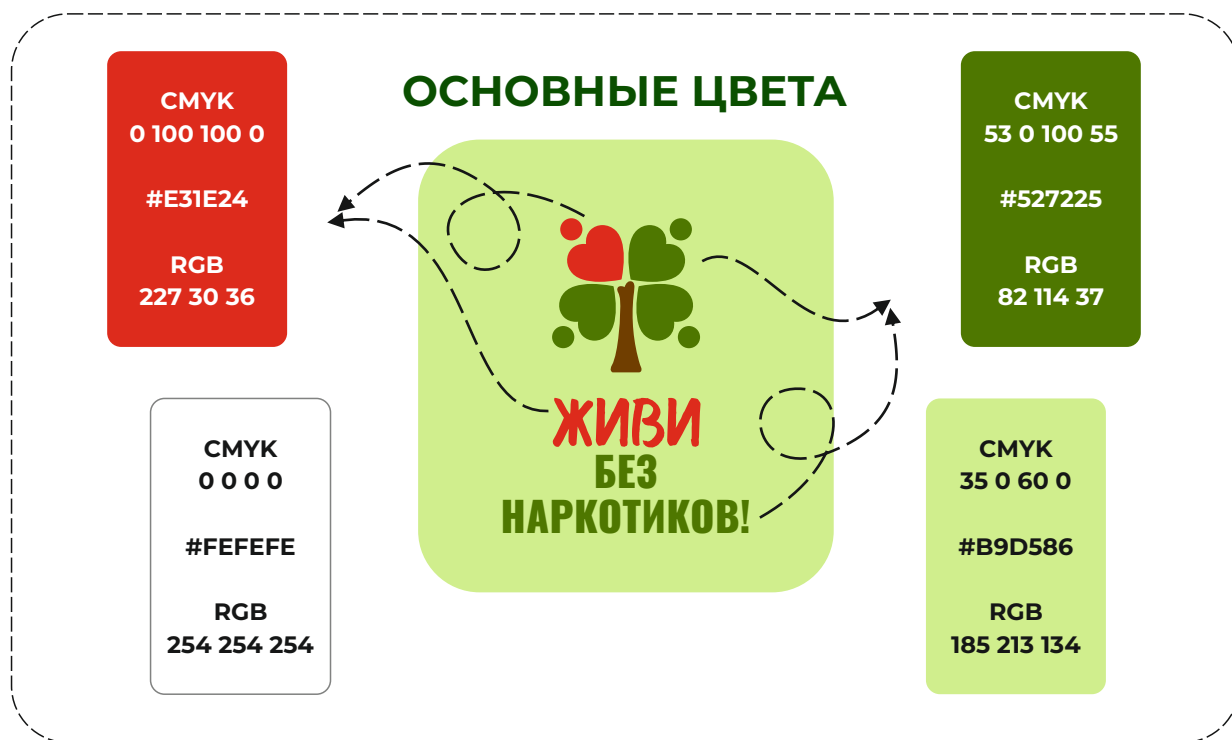 ОСНОВНЫЕ ЦВЕТА
CMYK
0 100 100 0
#E31E24
RGB
227 30 36
CMYK
53 0 100 55
#527225
RGB
82 114 37
ЖИВИ
БЕЗ
НАРКОТИКОВ!
CMYK
0 0 0 0
#FEFEFE
RGB
254 254 254
CMYK
35 0 60 0
#B9D586
RGB
185 213 134